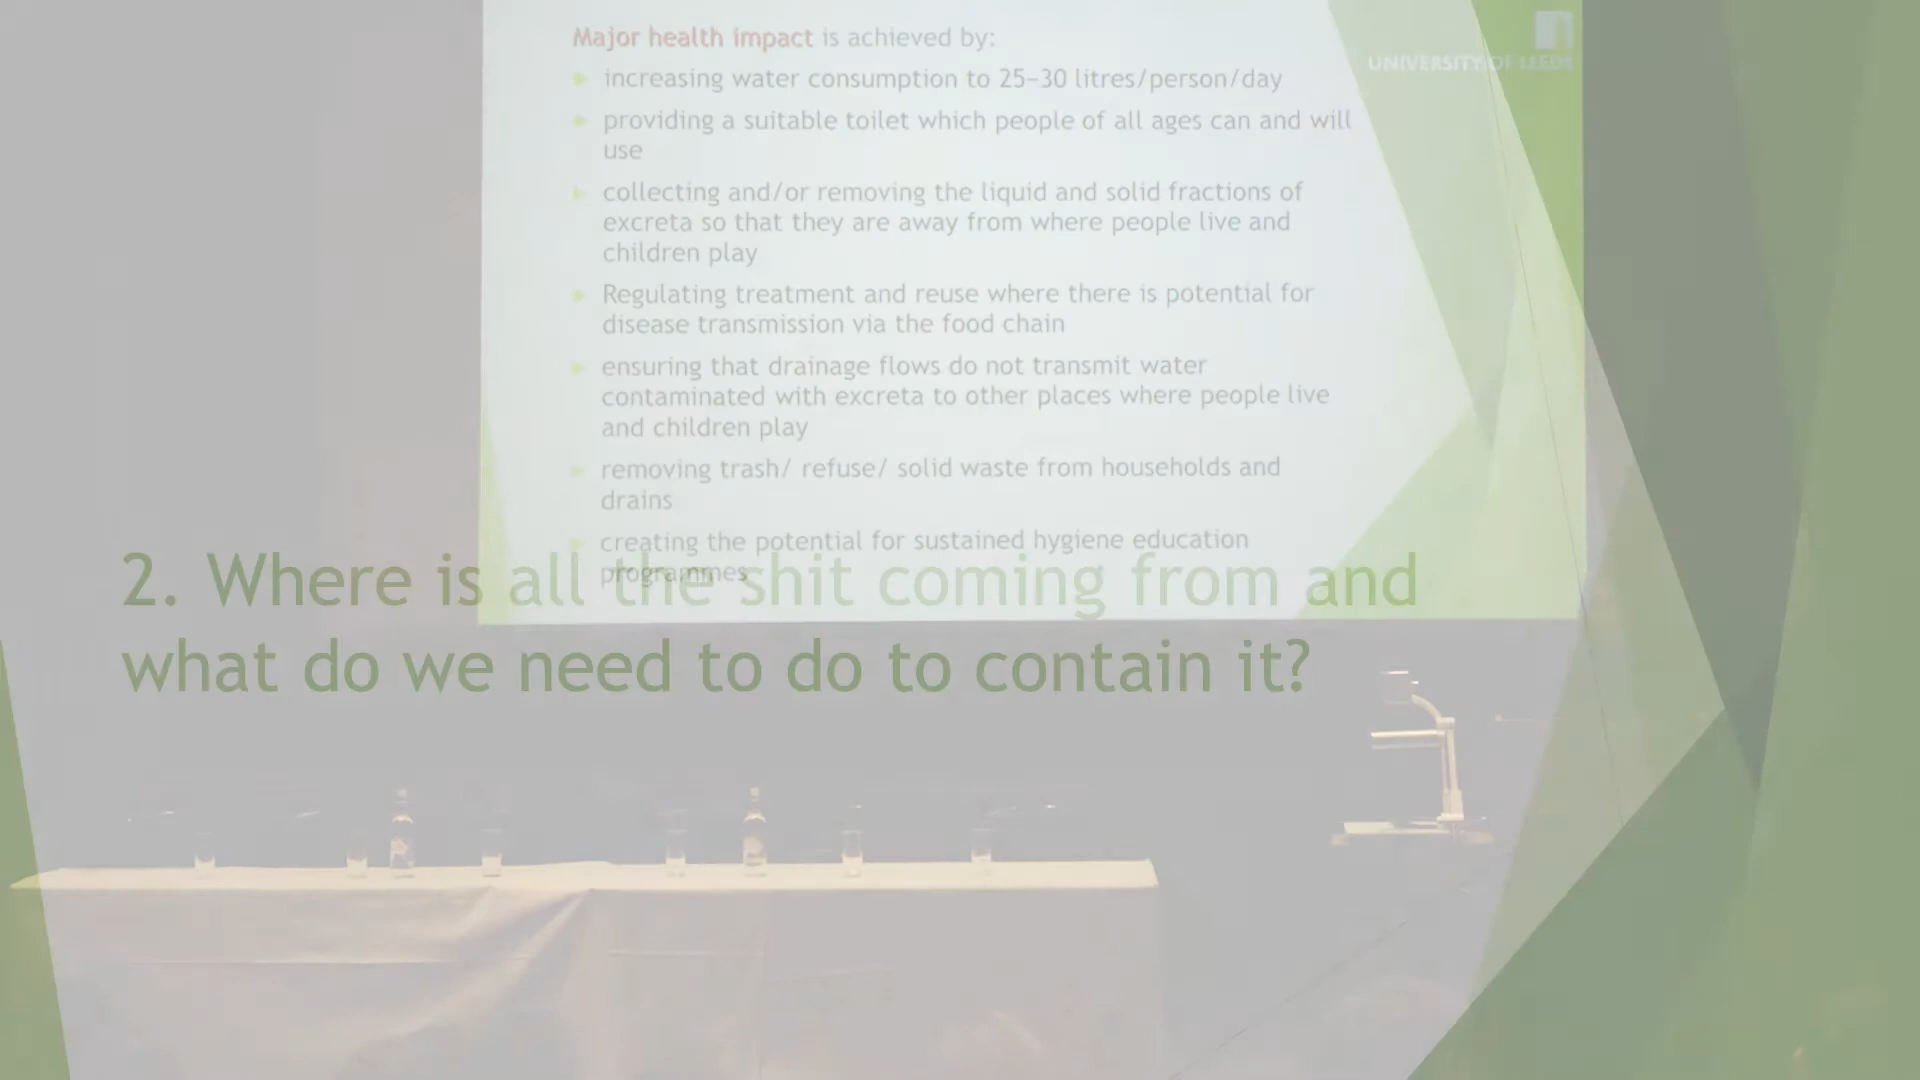 Major health impact is achieved by:
increasing water consumption to 25–30 litres/person/day
providing a suitable toilet which people of all ages can and will
use
collecting and/or removing the liquid and solid fractions of
excreta so that they are away from where people live and
children play
Regulating treatment and reuse where there is potential for
disease transmission via the food chain
ensuring that drainage flows do not transmit water
contaminated with excreta to other places where people live
and children play
removing trash/ refuse/ solid waste from households and
drains
creating the potential for sustained hygiene education
programmes
UNIVERSITY OF LEEDS
2. Where is all the shit coming from and
what do we need to do to contain it?